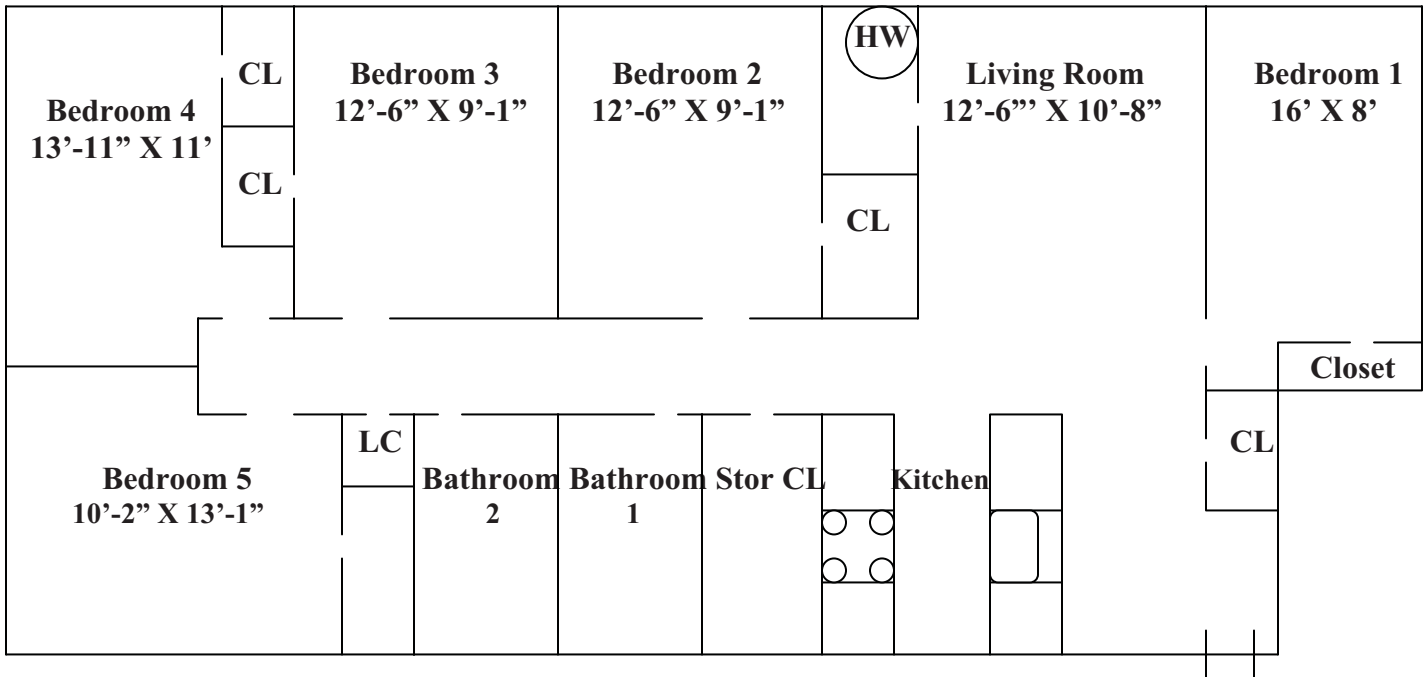 HW
CL
Bedroom 3
12’-6” X 9’-1”
Bedroom 2
12’-6” X 9’-1”
Living Room
12’-6”’ X 10’-8”
Bedroom 1
16’ X 8’
Bedroom 4
13’-11” X 11’
CL
CL
Closet
LC
CL
Bedroom 5
10’-2” X 13’-1”
Bathroom
2
Bathroom
1
Stor CL
Kitchen